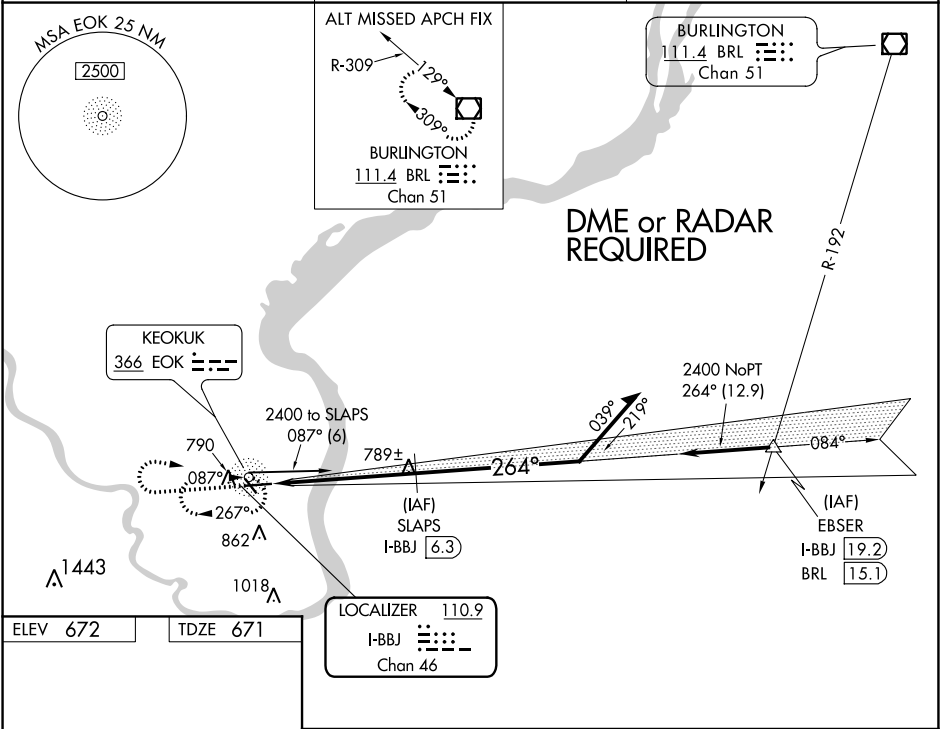 MSA EOK 25 NM
2500
ALT MISSED APCH FIX
R-309
129°
309°
BURLINGTON
111.4 BRL
Chan 51
BURLINGTON
111.4 BRL
Chan 51
DME or RADAR
REQUIRED
R-192
KEOKUK
366 EOK
2400 to SLAPS
087° (6)
2400 NoPT
264° (12.9)
039°
219°
790
087°
789±
264°
084°
267°
862
(IAF)
SLAPS
I-BBJ 6.3
(IAF)
EBSER
I-BBJ 19.2
BRL 15.1
1443
1018
LOCALIZER 110.9
I-BBJ
Chan 46
ELEV 672
TDZE 671